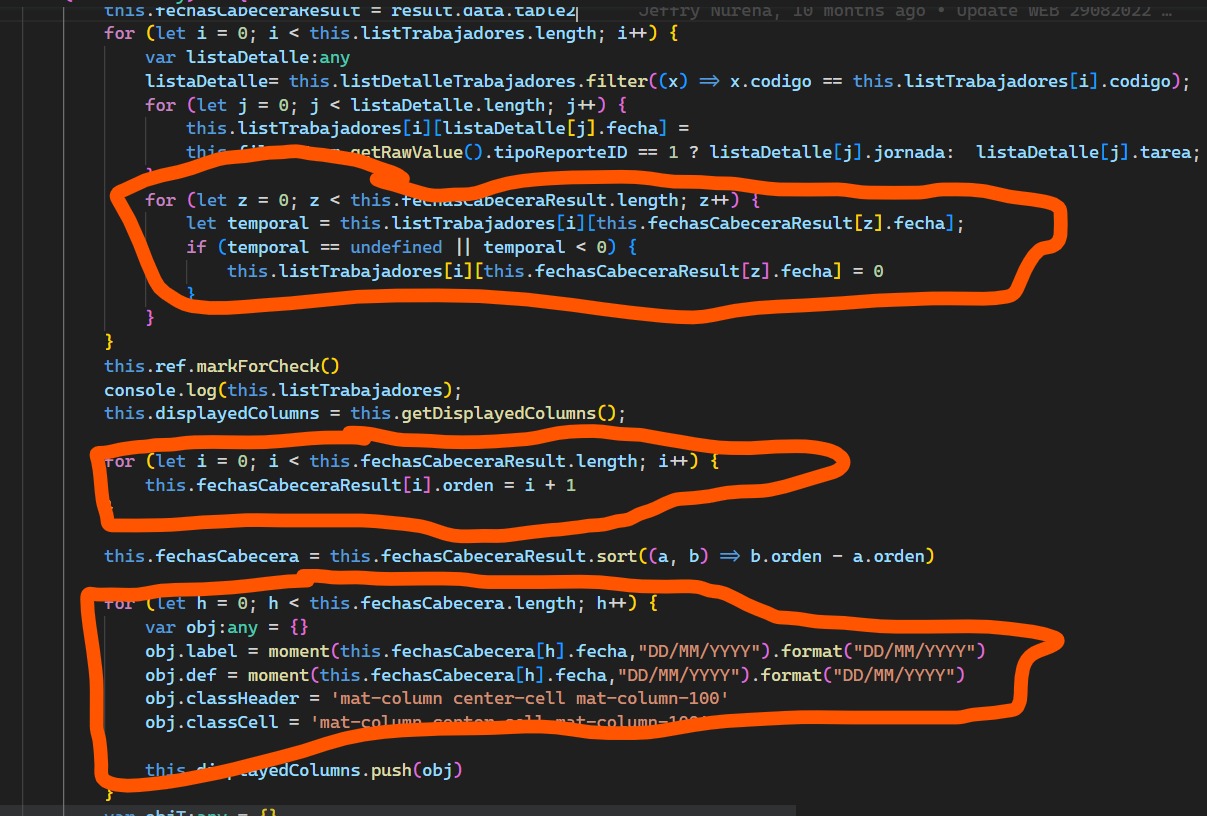 this.fechasCabeceraResult = result.data.table2 Jeffry Nureña, 10 months ago • Update WEB 29082022 …
for (let i = 0; i < this.listTrabajadores.length; i++) {
var listaDetalle:any
listaDetalle= this.listDetalleTrabajadores.filter((x) => x.codigo == this.listTrabajadores[i].codigo);
for (let j = 0; j < listaDetalle.length; j++) {
this.listTrabajadores[i][listaDetalle[j].fecha] =
getRawValue().tipoReporteID == 1 ? listaDetalle[j].jornada: listaDetalle[j].tarea;
}
for (let z = 0; z < this.fechasCabeceraResult.length; z++) {
let temporal = this.listTrabajadores[i][this.fechasCabeceraResult[z].fecha];
if (temporal == undefined || temporal < 0) {
this.listTrabajadores[i][this.fechasCabeceraResult[z].fecha] = 0
}
}
}
this.ref.markForCheck()
console.log(this.listTrabajadores);
this.displayedColumns = this.getDisplayedColumns();
for (let i = 0; i < this.fechasCabeceraResult.length; i++) {
this.fechasCabeceraResult[i].orden = i + 1
}
this.fechasCabecera = this.fechasCabeceraResult.sort((a, b) => b.orden - a.orden)
for (let h = 0; h < this.fechasCabecera.length; h++) {
var obj:any = {}
obj.label = moment(this.fechasCabecera[h].fecha,"DD/MM/YYYY").format("DD/MM/YYYY")
obj.def = moment(this.fechasCabecera[h].fecha,"DD/MM/YYYY").format("DD/MM/YYYY")
obj.classHeader = 'mat-column center-cell mat-column-100'
obj.classCell = 'mat-column center-cell mat-column-100'
this.displayedColumns.push(obj)
}
var objT:any = {}